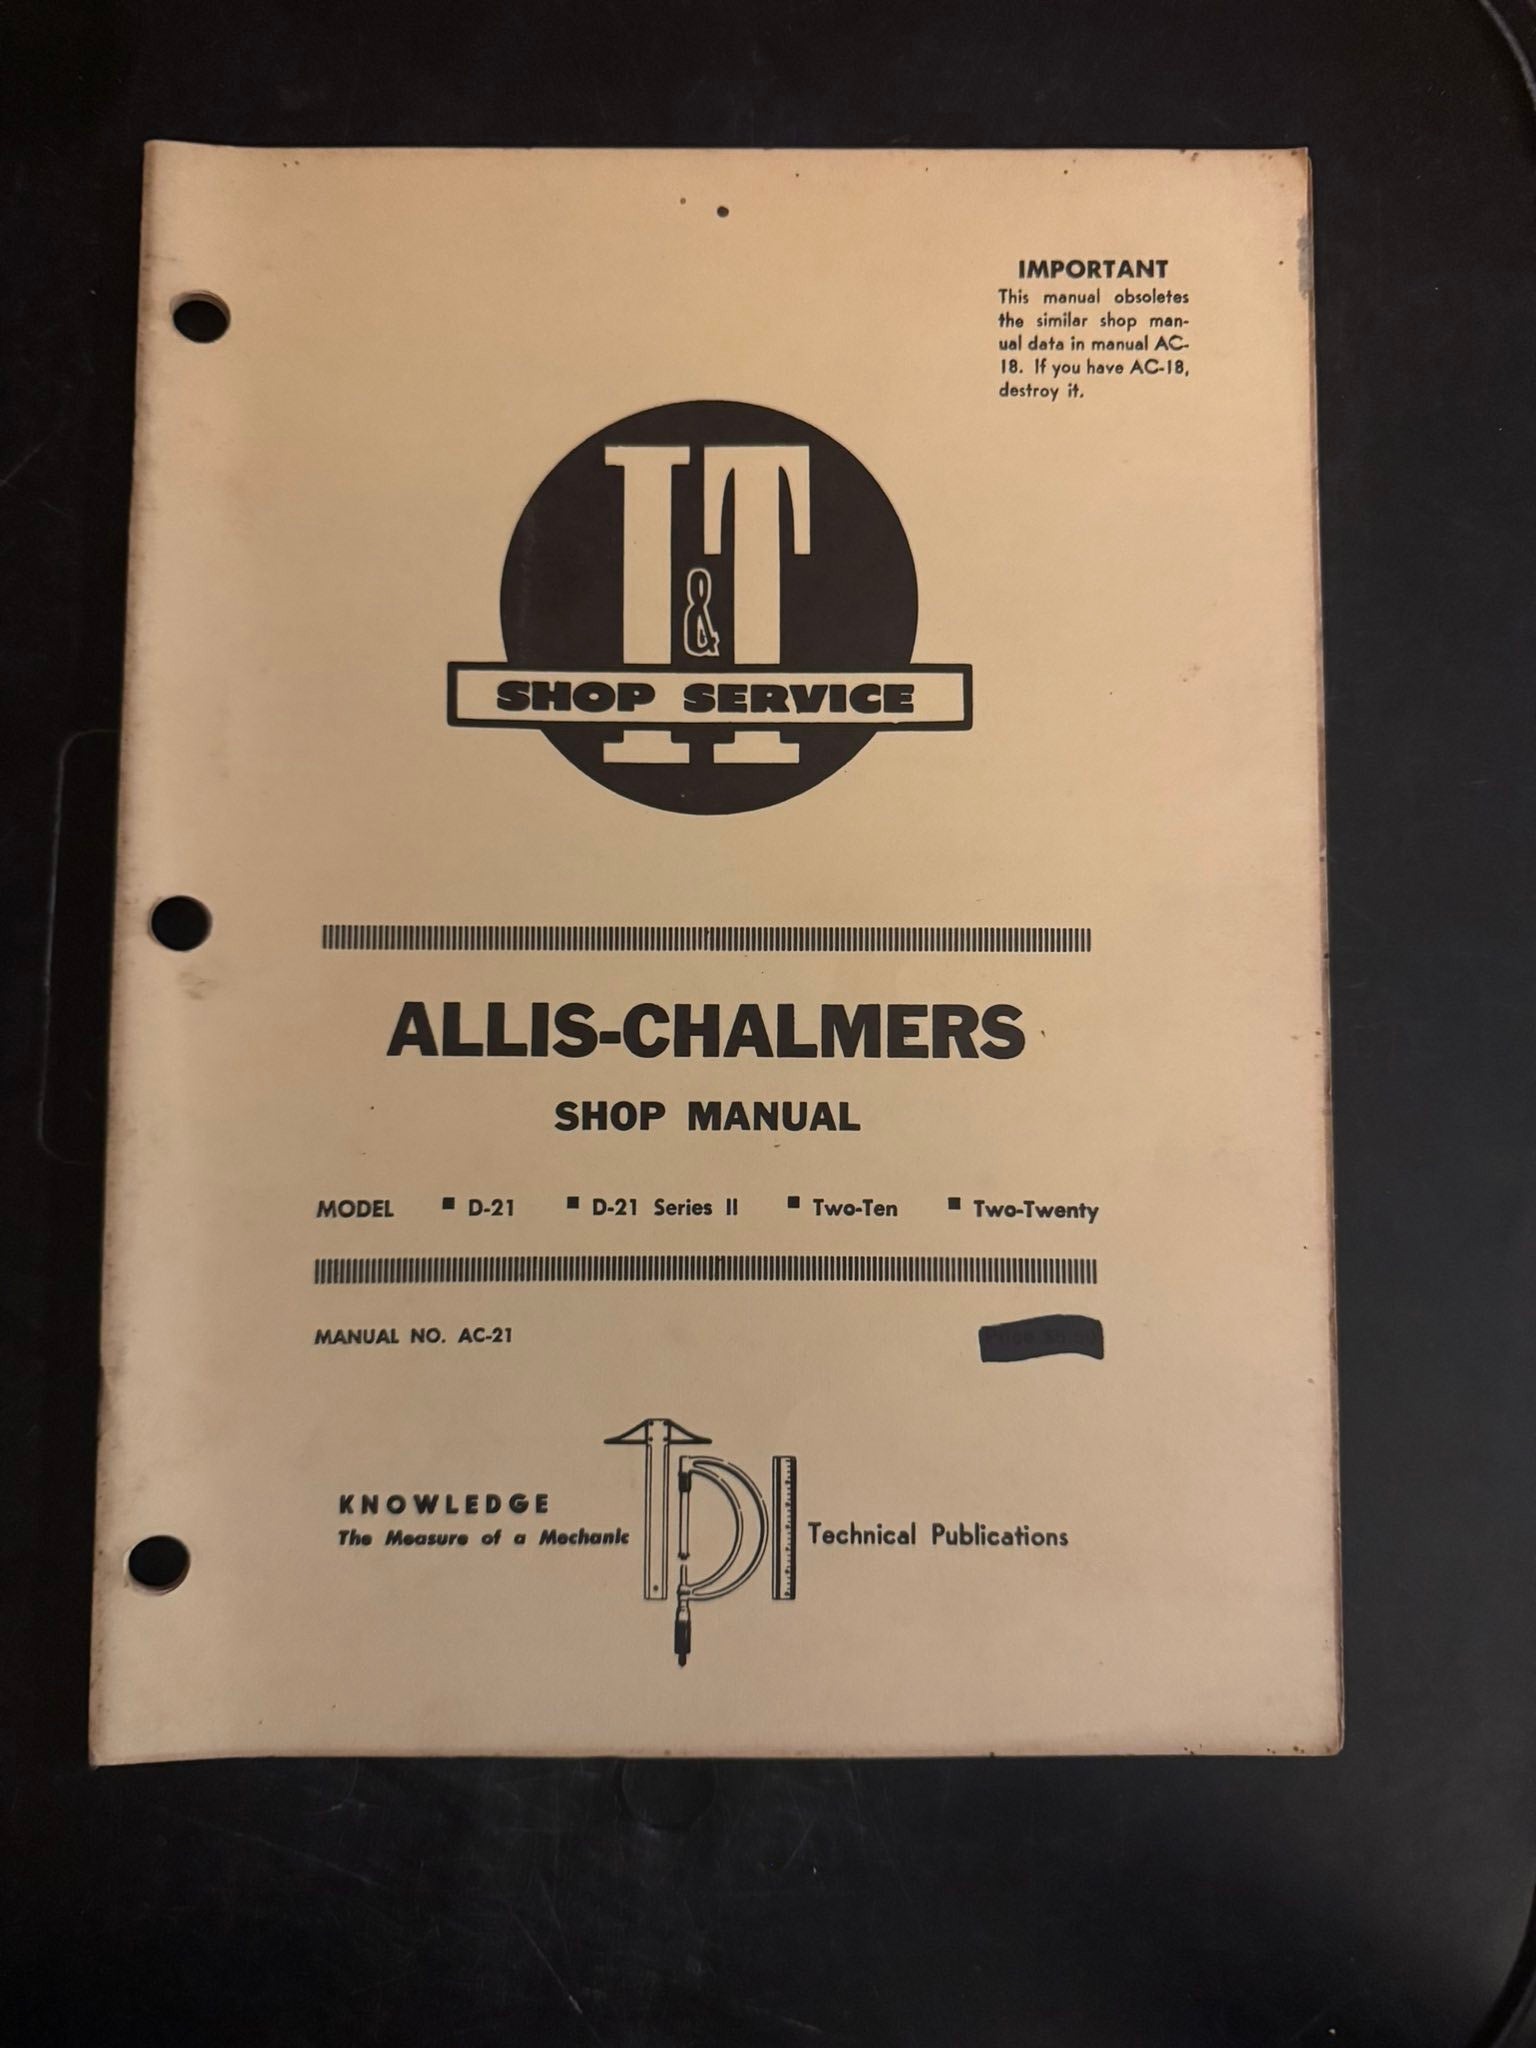 IMPORTANT
This manual obsoletes
the similar shop man-
ual data in manual AC-
18. If you have AC-18,
destroy it.
I&T
SHOP SERVICE
ALLIS-CHALMERS
SHOP MANUAL
MODEL ■ D-21 ■ D-21 Series II ■ Two-Ten ■ Two-Twenty
MANUAL NO. AC-21
Price
KNOWLEDGE
The Measure of a Mechanic
Technical Publications